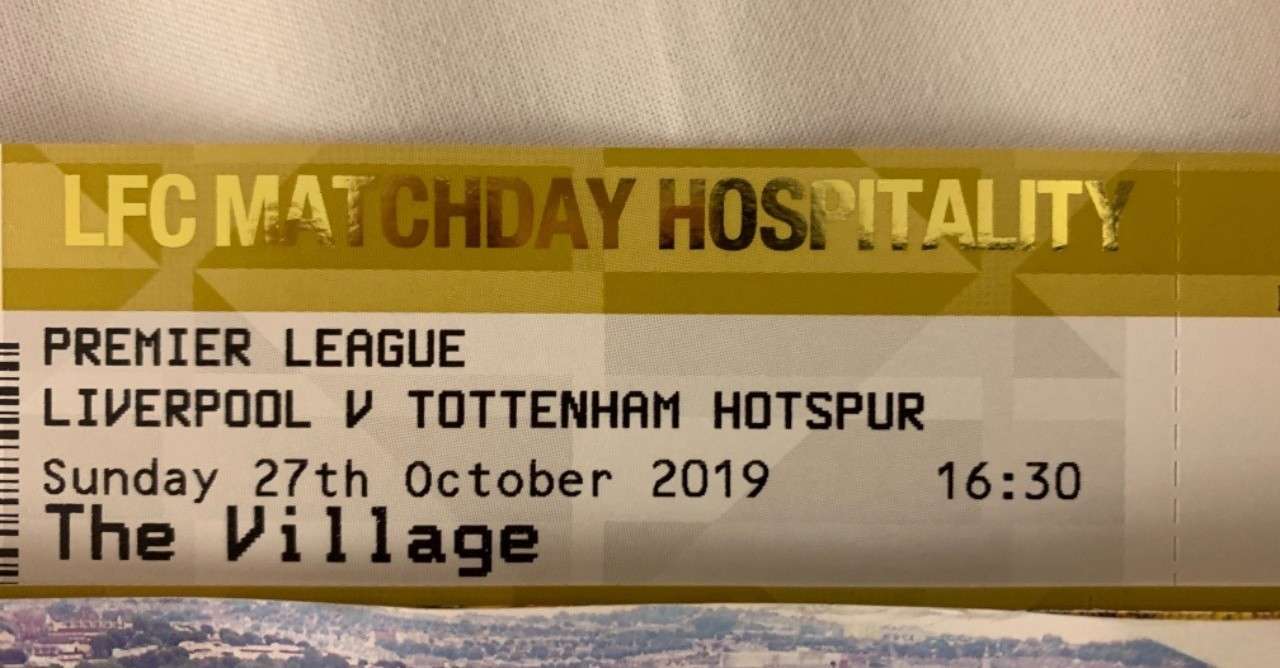 LFC MATCHDAY HOSPITALITY
PREMIER LEAGUE
LIVERPOOL V TOTTENHAM HOTSPUR
Sunday 27th October 2019 16:30
The Village